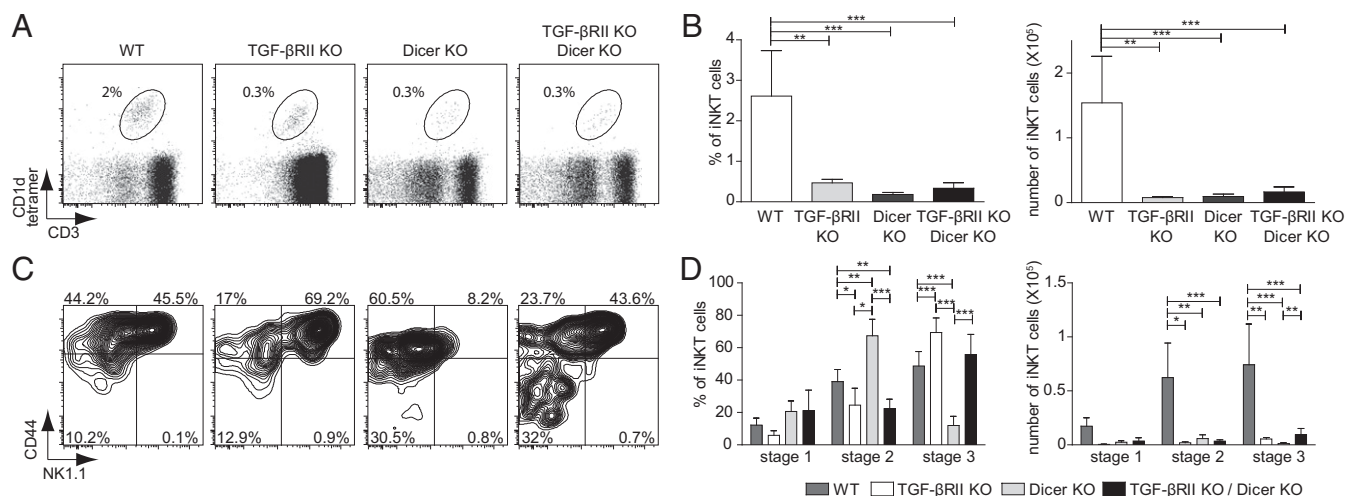 A
WT
TGF-βRII KO
Dicer KO
TGF-βRII KO
Dicer KO
2%
0.3%
0.3%
0.3%
CD1d
tetramer
CD3
B
% of iNKT cells
4
3
2
1
0
**
***
***
WT
TGF-βRII
KO
Dicer
KO
TGF-βRII KO
Dicer KO
number of iNKT cells (X10⁵)
2
1
0
**
***
***
WT
TGF-βRII
KO
Dicer
KO
TGF-βRII KO
Dicer KO
C
44.2%
45.5%
10.2%
0.1%
17%
69.2%
12.9%
0.9%
60.5%
8.2%
30.5%
0.8%
23.7%
43.6%
32%
0.7%
CD44
NK1.1
D
% of iNKT cells
100
80
60
40
20
0
**
**
*
***
*
***
***
***
***
stage 1
stage 2
stage 3
number of iNKT cells (X10⁵)
1.5
1
0.5
0
***
**
*
***
***
**
**
stage 1
stage 2
stage 3
WT
TGF-βRII KO
Dicer KO
TGF-βRII KO / Dicer KO